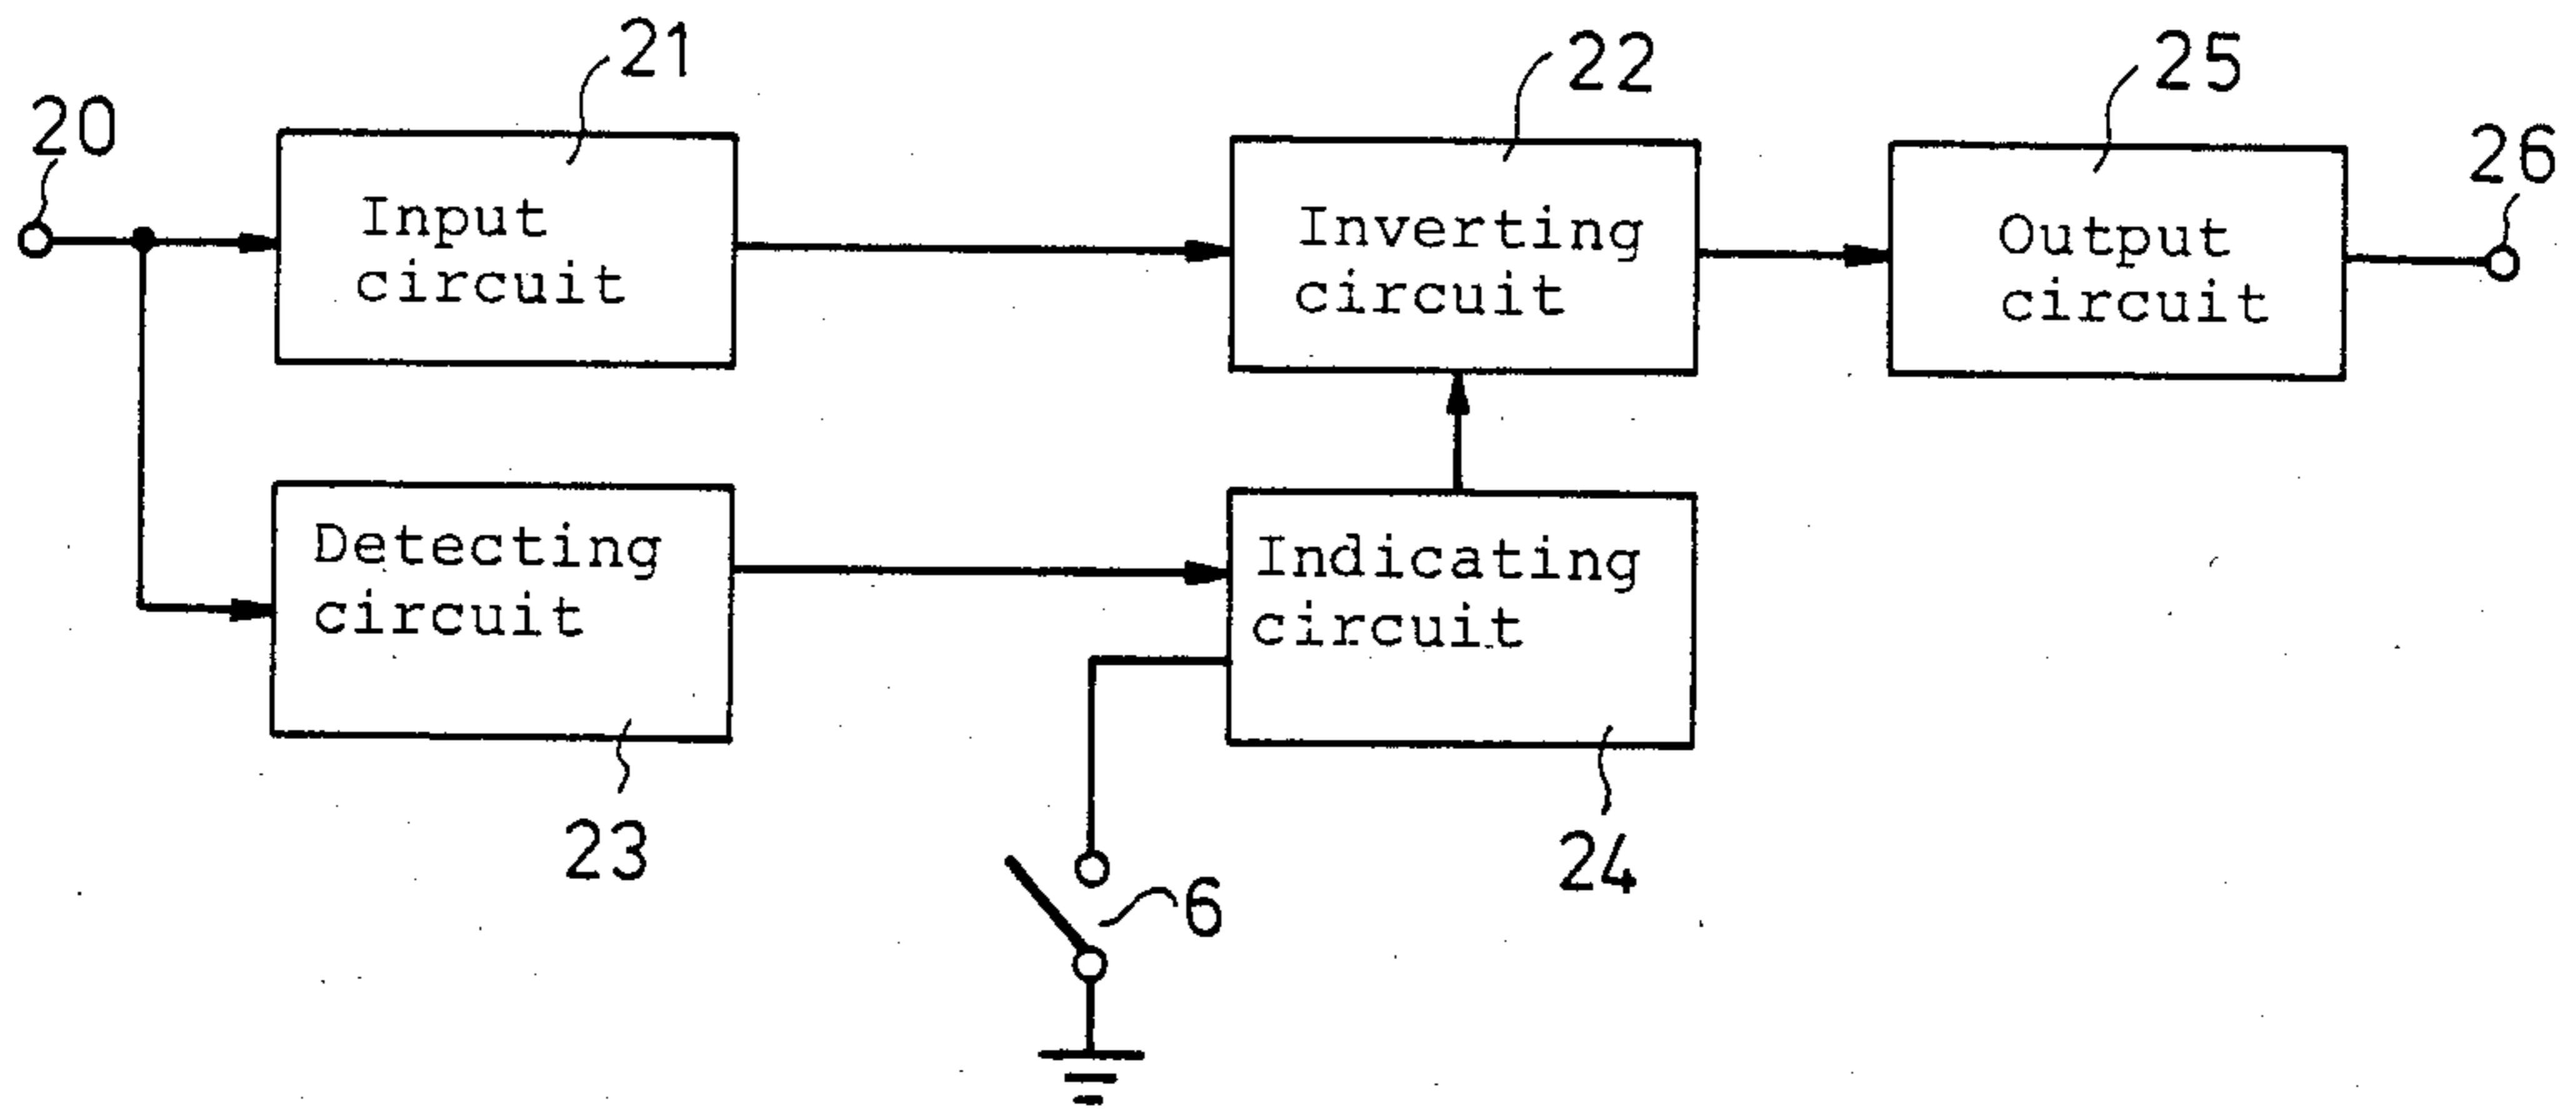 21
22
25
20
26
Input
circuit
Inverting
circuit
Output
circuit
Detecting
circuit
Indicating
circuit
23
24
6